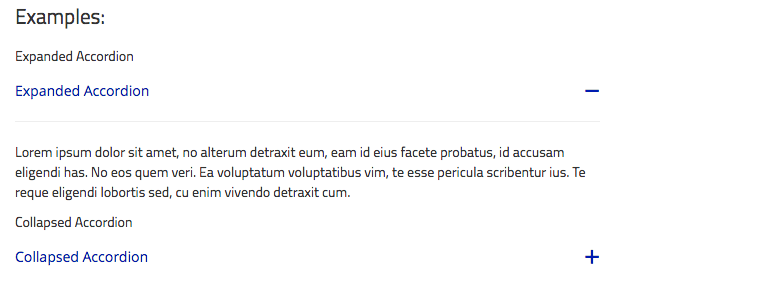 Examples:
Expanded Accordion
Expanded Accordion
Lorem ipsum dolor sit amet, no alterum detraxit eum, eam id eius facete probatus, id accusam
eligendi has. No eos quem veri. Ea voluptatum voluptatibus vim, te esse pericula scribentur ius. Te
reque eligendi lobortis sed, cu enim vivendo detraxit cum.
Collapsed Accordion
Collapsed Accordion